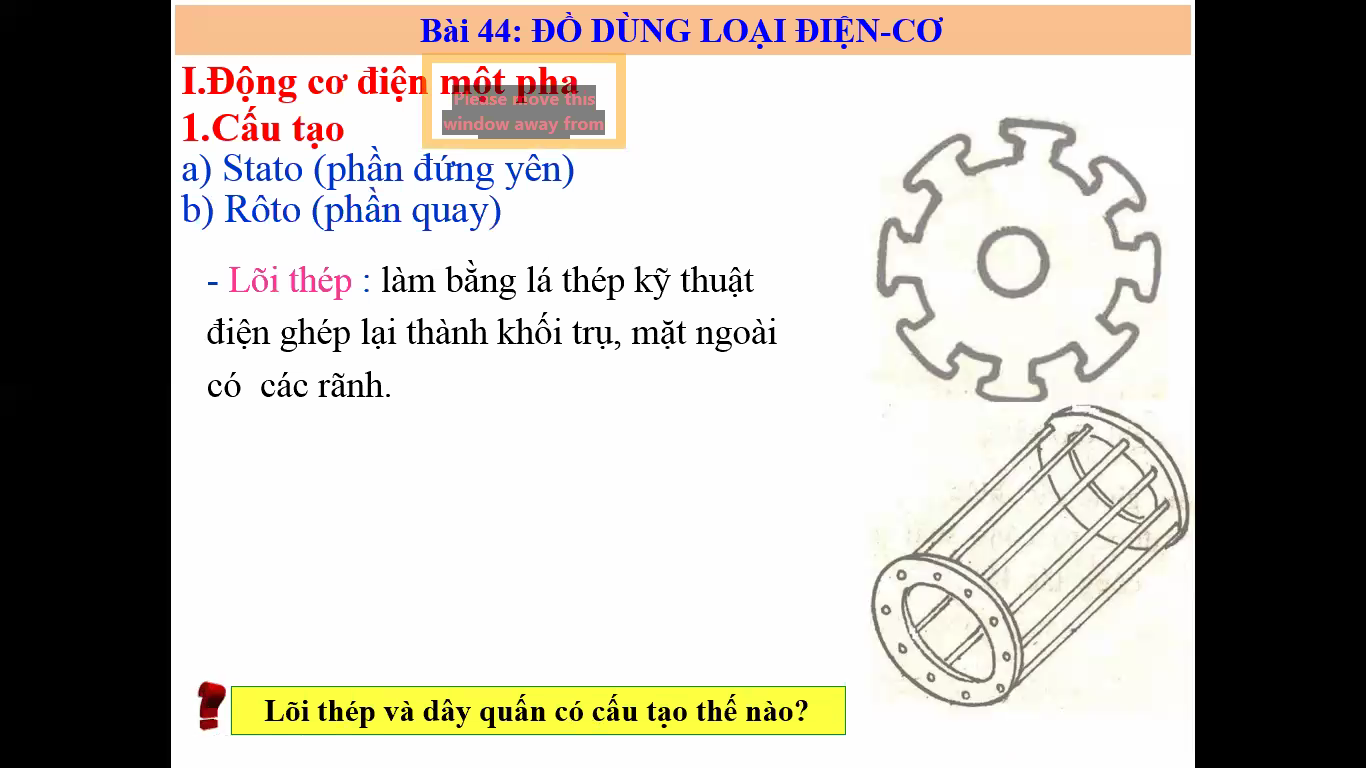 Bài 44: ĐỒ DÙNG LOẠI ĐIỆN-CƠ
I.Động cơ điện một pha
Please move this
window away from
1.Cấu tạo
a) Stato (phần đứng yên)
b) Rôto (phần quay)
- Lõi thép : làm bằng lá thép kỹ thuật
điện ghép lại thành khối trụ, mặt ngoài
có các rãnh.
Lõi thép và dây quấn có cấu tạo thế nào?